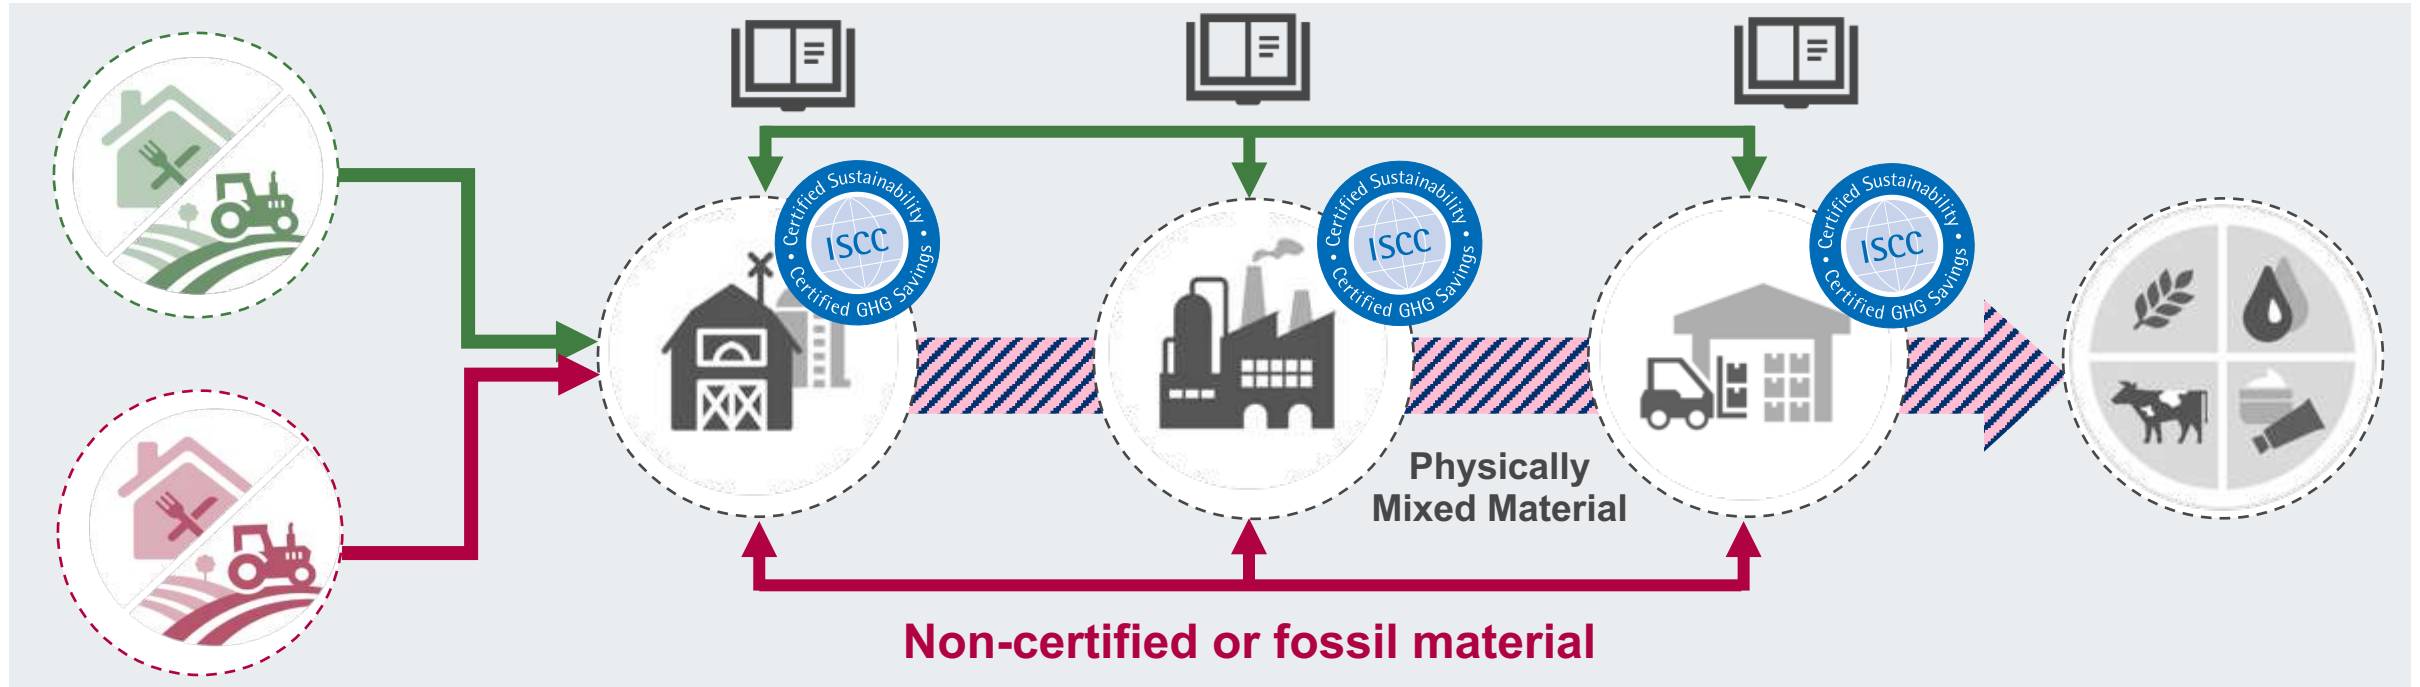 Certified Sustainability
ISCC
Certified GHG Savings
Certified Sustainability
ISCC
Certified GHG Savings
Certified Sustainability
ISCC
Certified GHG Savings
Physically
Mixed Material
Non-certified or fossil material